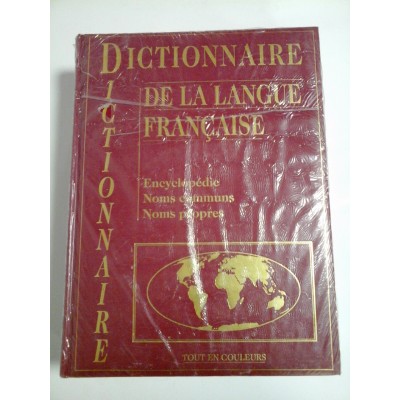 DICTIONNAIRE
DICTIONNAIRE
DE LA LANGUE
FRANÇAISE
Encyclopédie
Noms communs
Noms propres
TOUT EN COULEURS